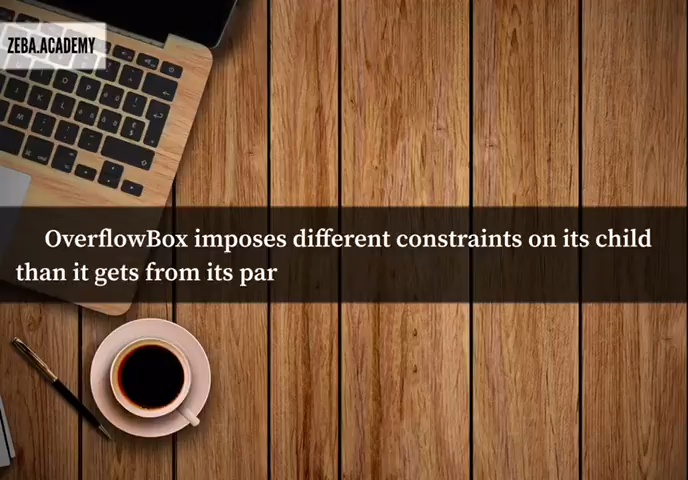 ZEBA.ACADEMY
OverflowBox imposes different constraints on its child
than it gets from its par